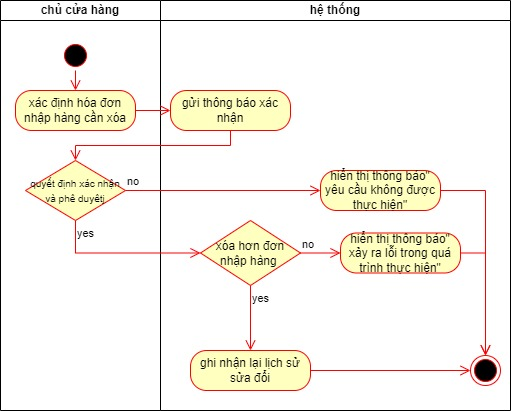 chủ cửa hàng
hệ thống
xác định hóa đơn
nhập hàng cần xóa
gửi thông báo xác
nhận
quyết định xác nhận
và phê duyêtj
no
hiển thị thông báo"
yêu cầu không được
thực hiện"
yes
xóa hơn đơn
nhập hàng
no
hiển thị thông báo"
xảy ra lỗi trong quá
trình thực hiện"
yes
ghi nhận lại lịch sử
sửa đổi